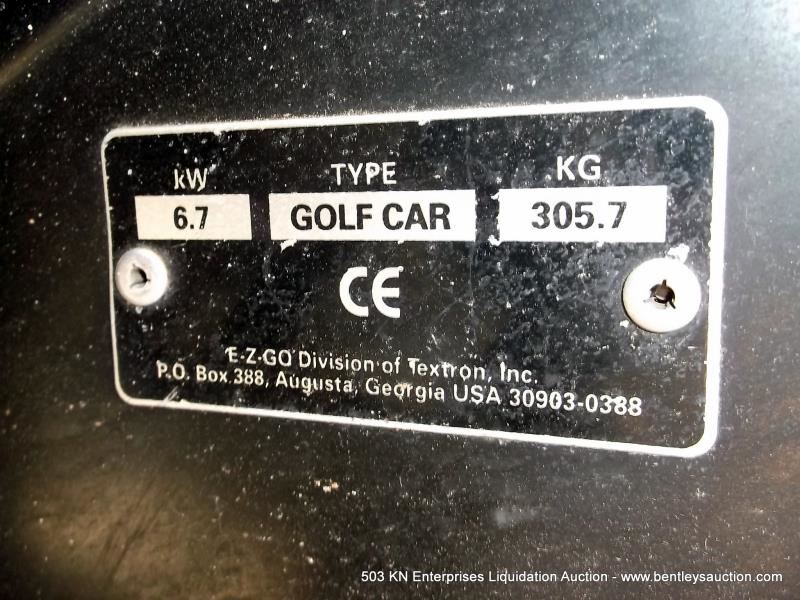 kW TYPE KG
6.7 GOLF CAR 305.7
CE
E-Z-GO Division of Textron, Inc.
P.O. Box 388, Augusta, Georgia USA 30903-0388
503 KN Enterprises Liquidation Auction - www.bentleysauction.com